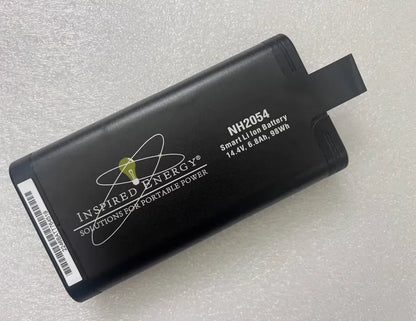 NH2054
Smart Li Ion Battery
14.4V, 6.8Ah, 98Wh
INSPIRED ENERGY®
SOLUTIONS FOR PORTABLE POWER